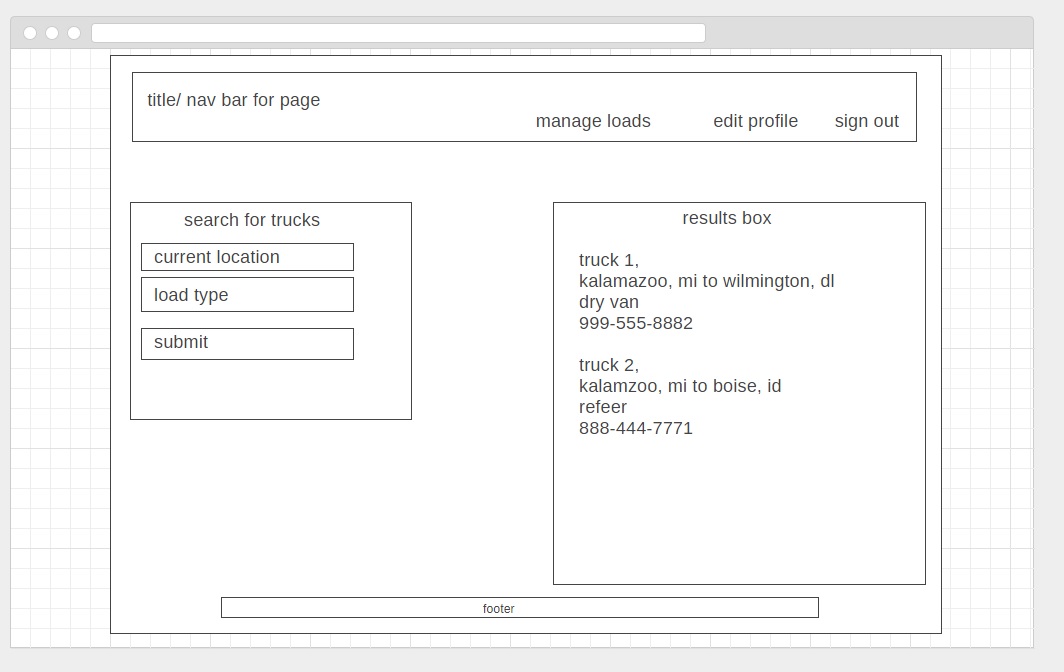 title/ nav bar for page
manage loads
edit profile
sign out
search for trucks
current location
load type
submit
results box
truck 1,
kalamazoo, mi to wilmington, dl
dry van
999-555-8882
truck 2,
kalamzoo, mi to boise, id
refeer
888-444-7771
footer